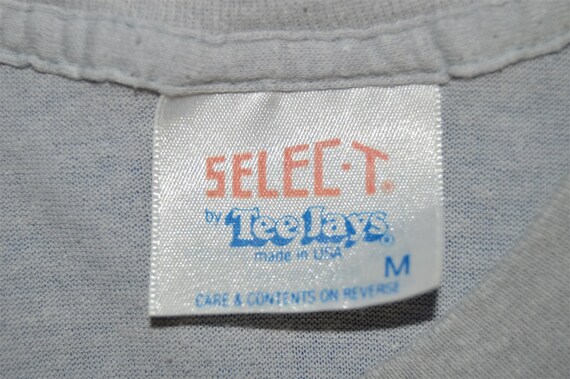 SELEC-T®
by TeeJays®
made in USA
M
CARE & CONTENTS ON REVERSE